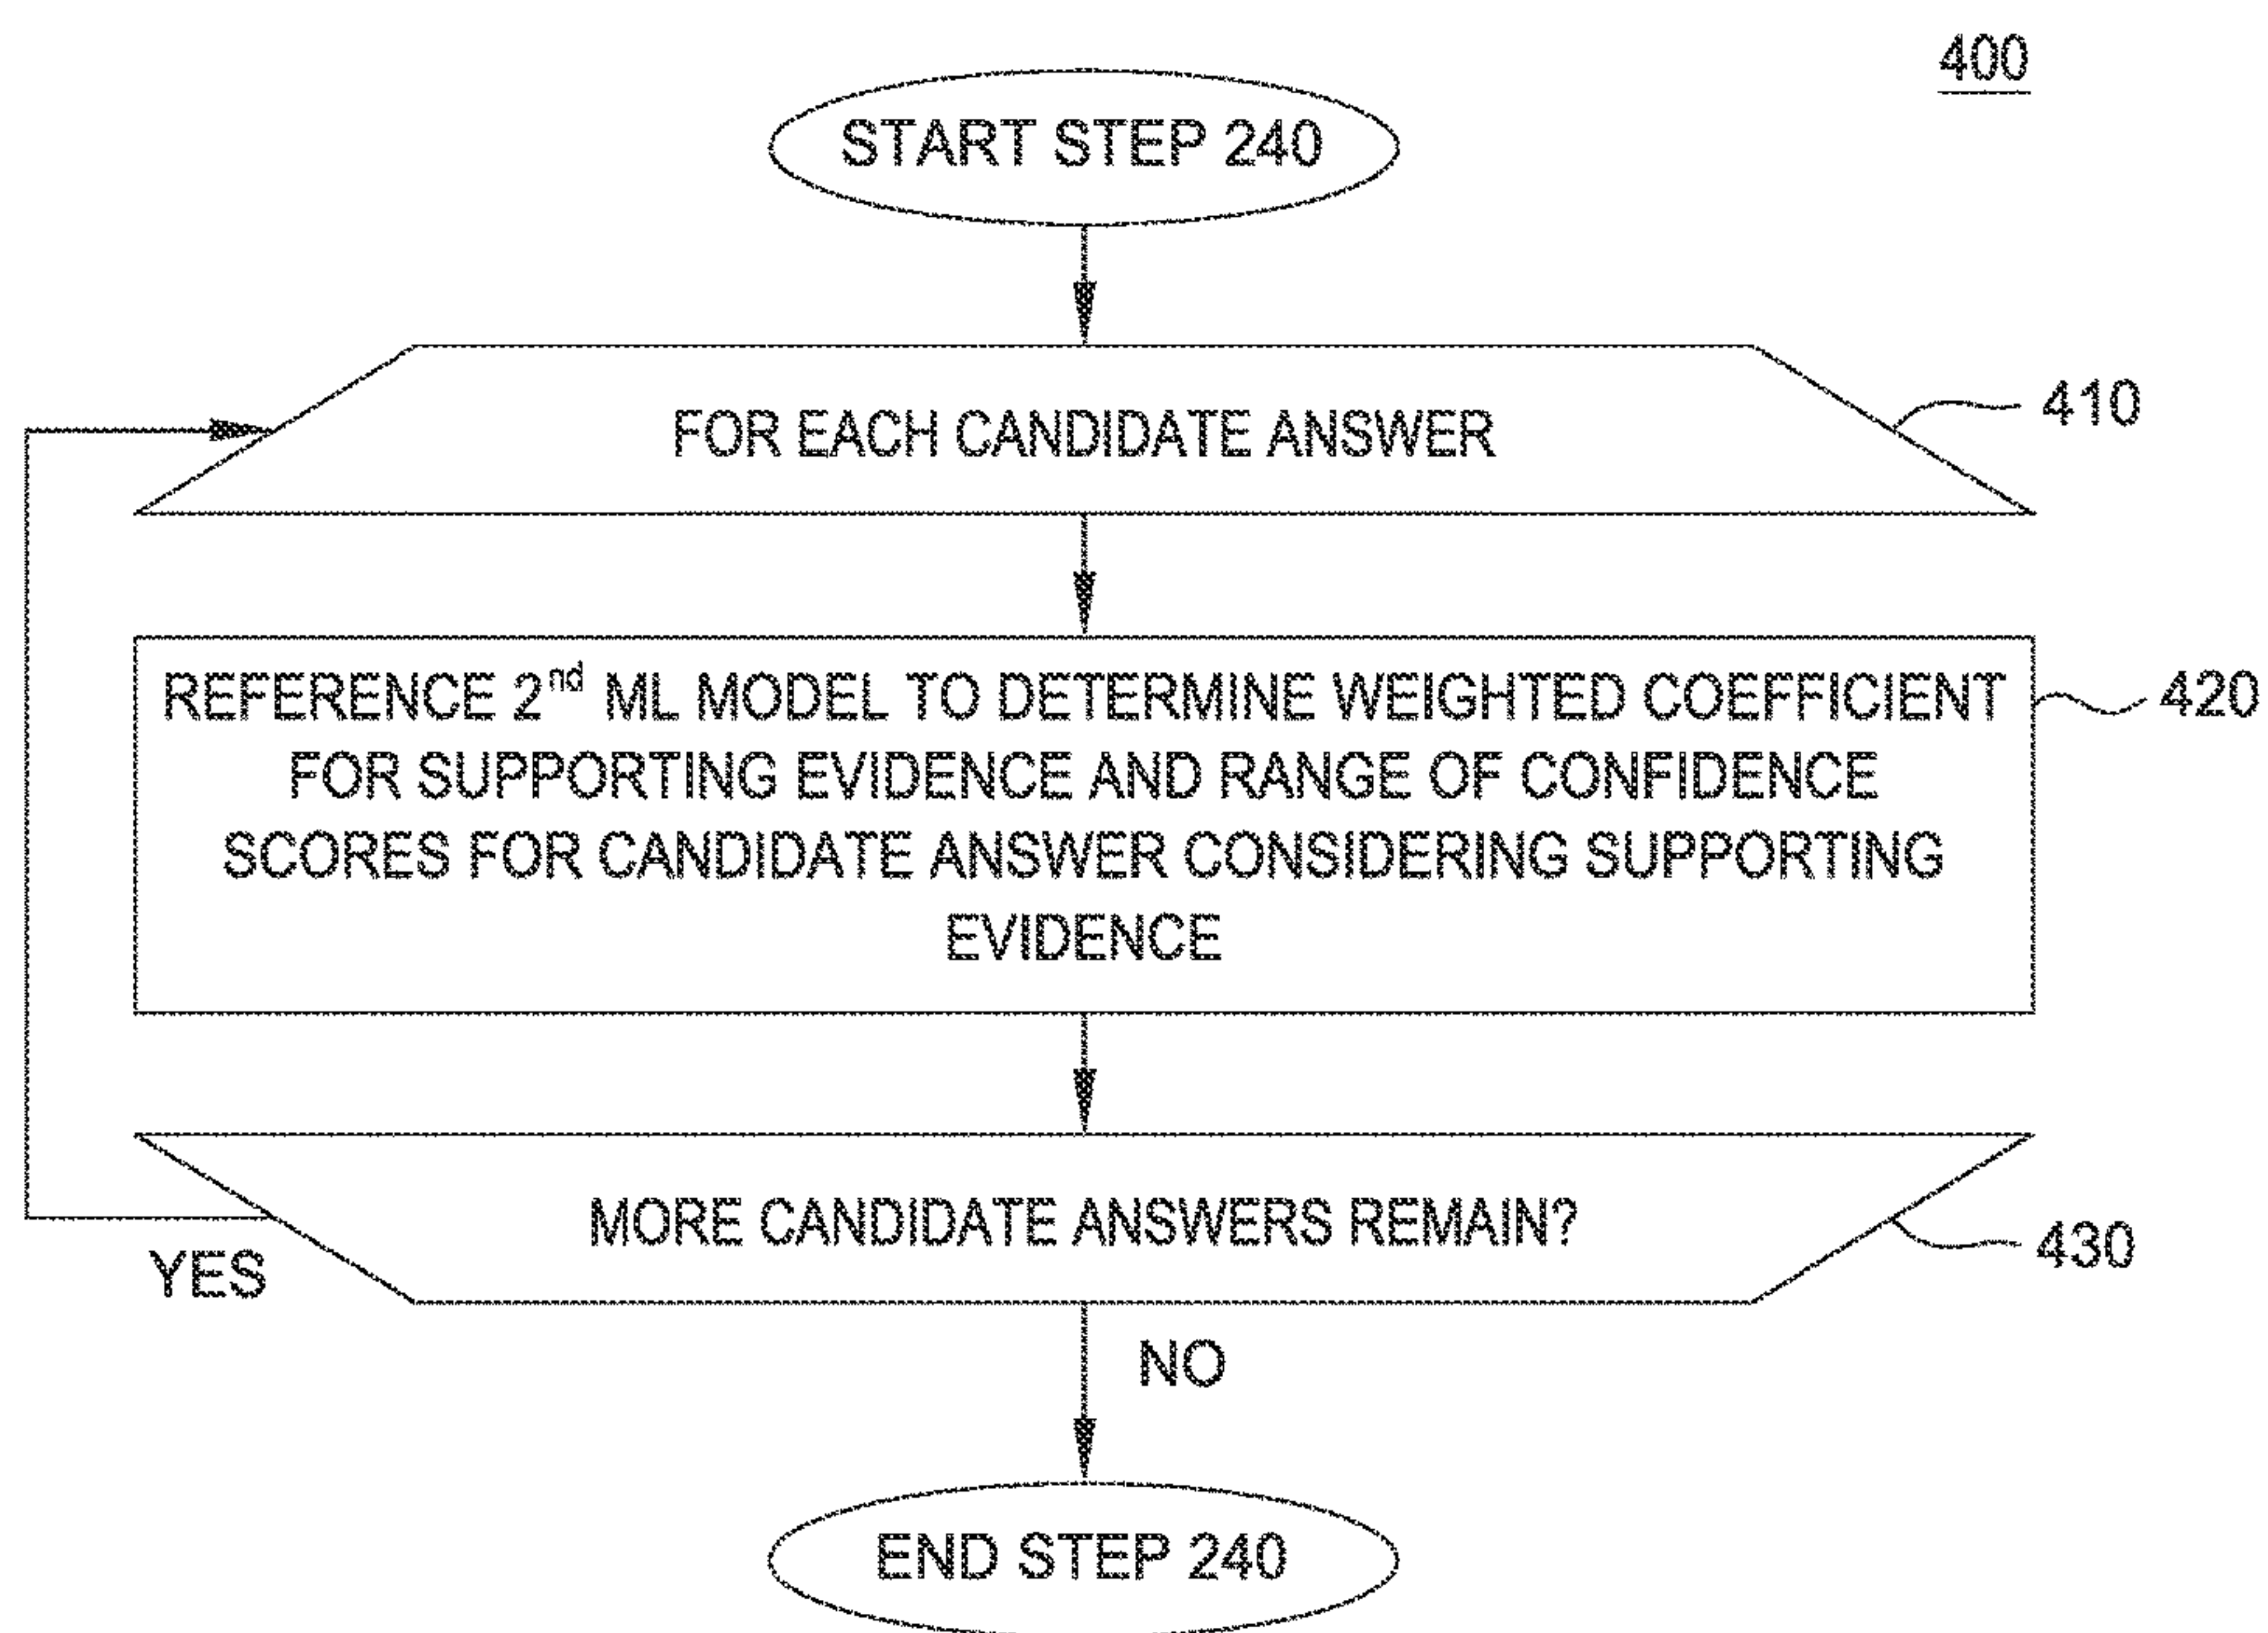 400
START STEP 240
FOR EACH CANDIDATE ANSWER
410
REFERENCE 2nd ML MODEL TO DETERMINE WEIGHTED COEFFICIENT
420
FOR SUPPORTING EVIDENCE AND RANGE OF CONFIDENCE
SCORES FOR CANDIDATE ANSWER CONSIDERING SUPPORTING
EVIDENCE
MORE CANDIDATE ANSWERS REMAIN?
430
YES
NO
END STEP 240